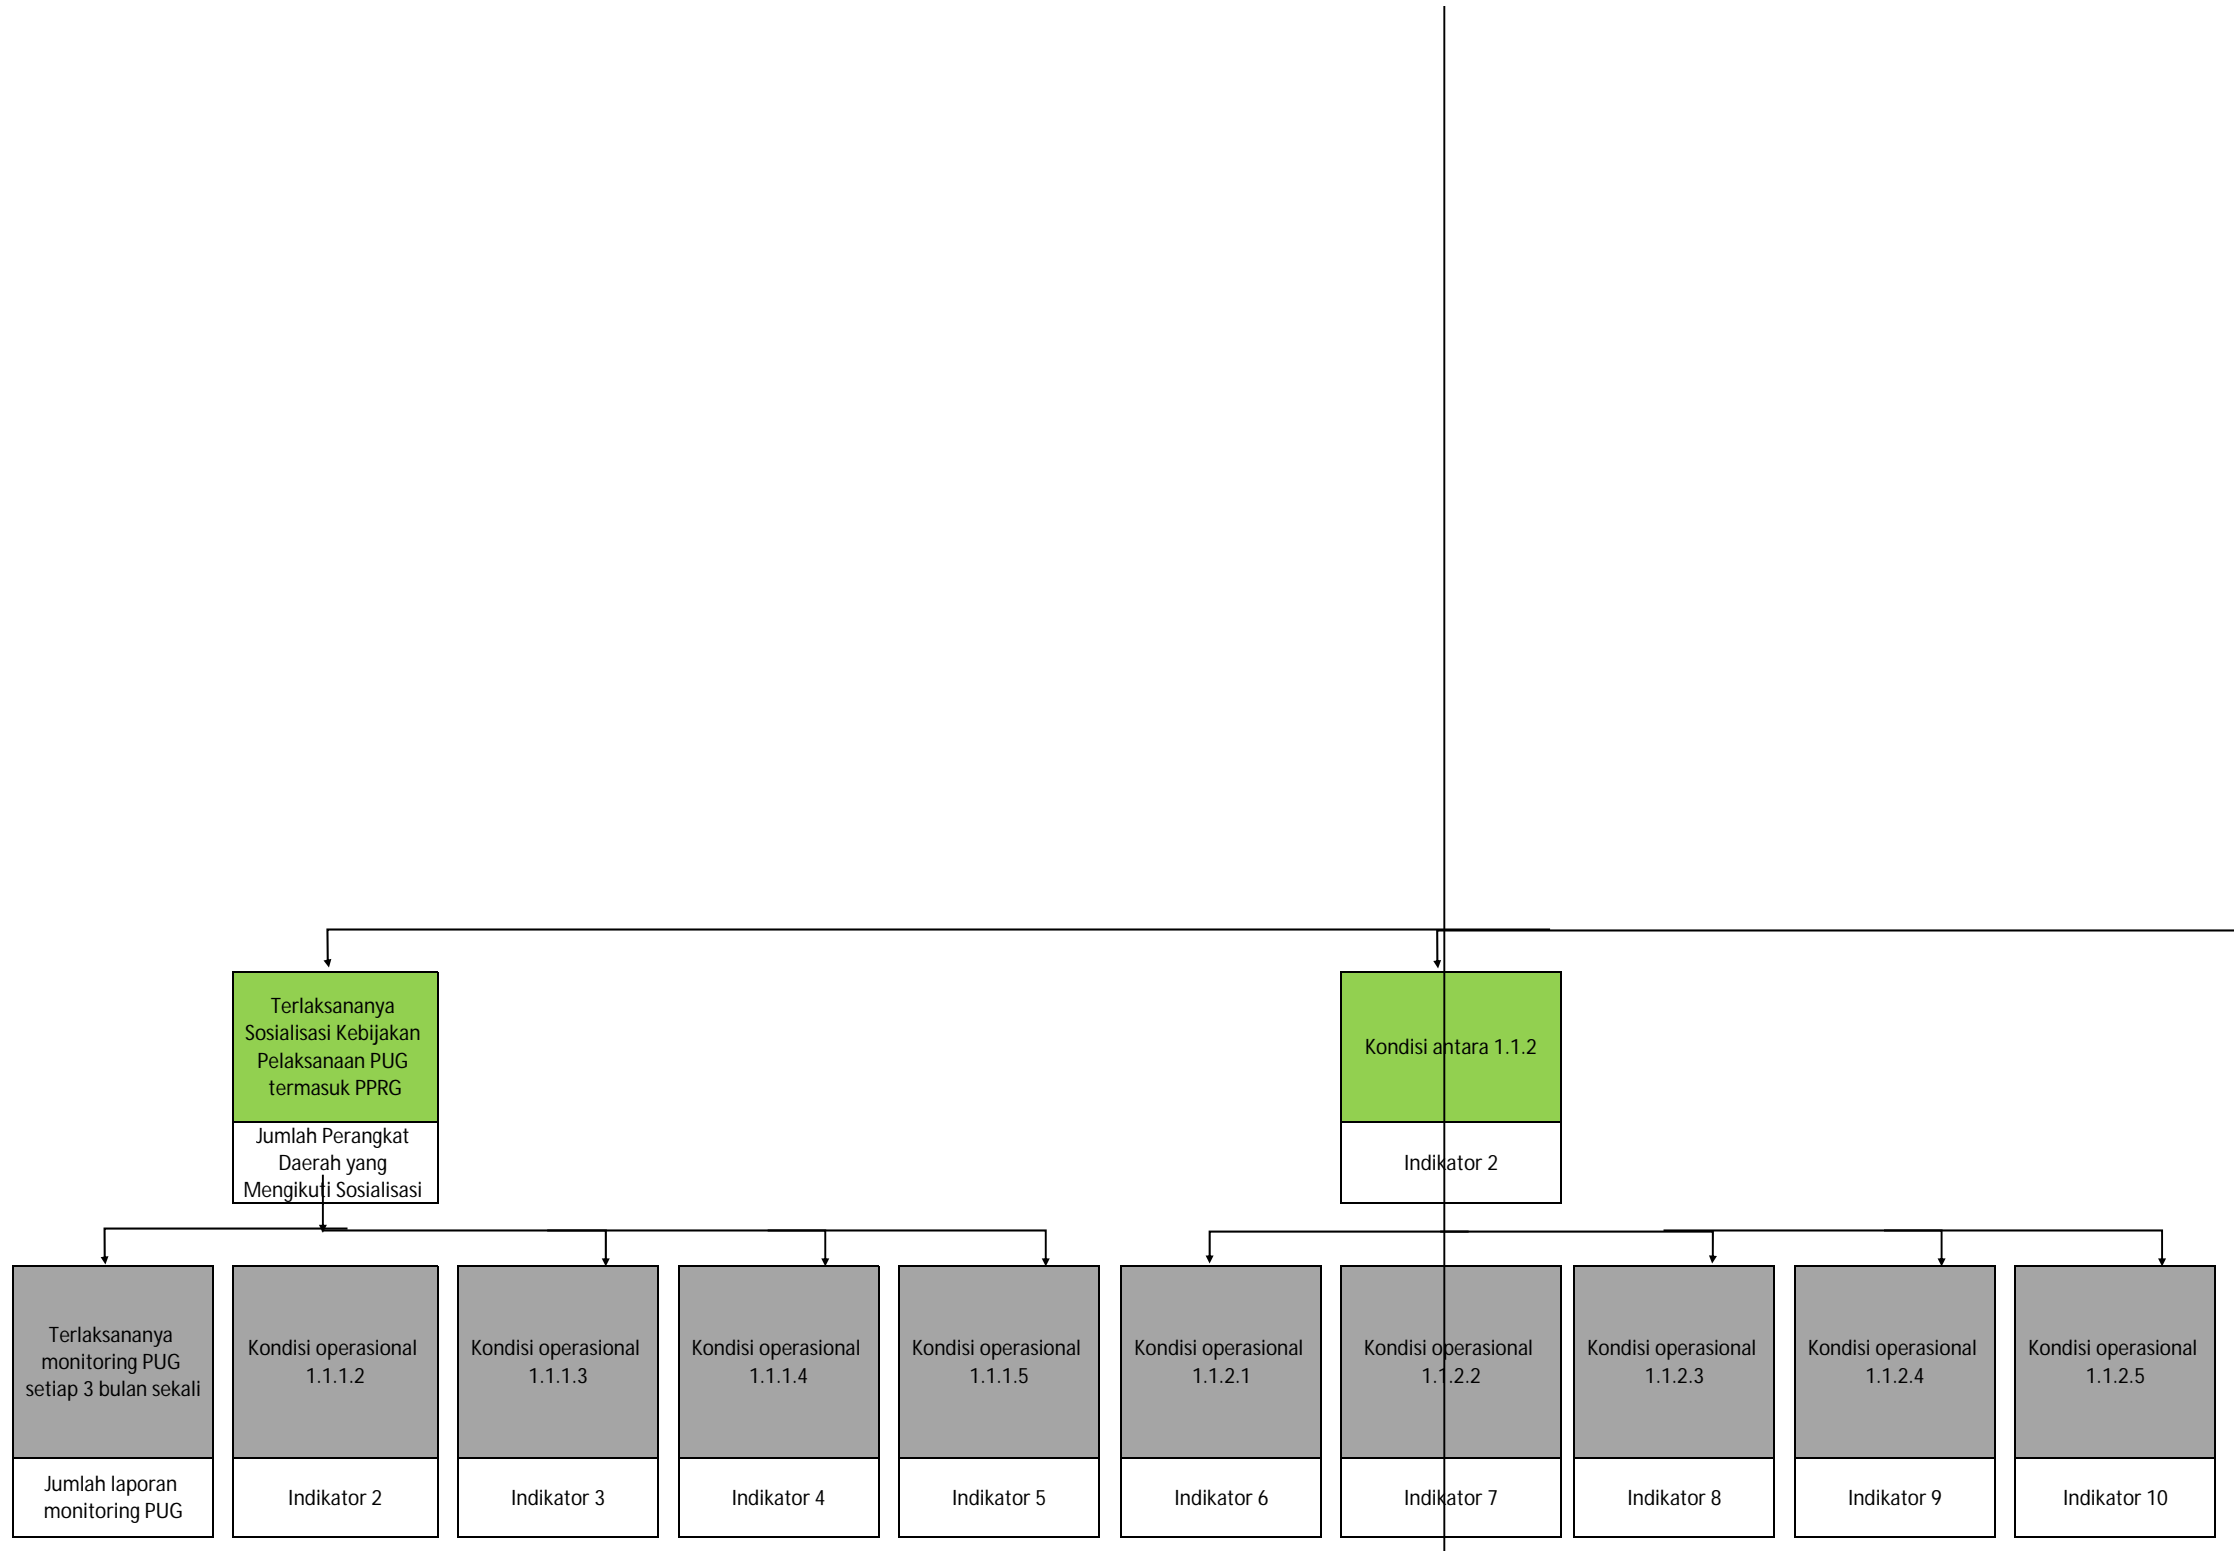 Terlaksananya
Sosialisasi Kebijakan
Pelaksanaan PUG
termasuk PPRG
Jumlah Perangkat
Daerah yang
Mengikuti Sosialisasi
Kondisi antara 1.1.2
Indikator 2
Terlaksananya
monitoring PUG
setiap 3 bulan sekali
Jumlah laporan
monitoring PUG
Kondisi operasional
1.1.1.2
Indikator 2
Kondisi operasional
1.1.1.3
Indikator 3
Kondisi operasional
1.1.1.4
Indikator 4
Kondisi operasional
1.1.1.5
Indikator 5
Kondisi operasional
1.1.2.1
Indikator 6
Kondisi operasional
1.1.2.2
Indikator 7
Kondisi operasional
1.1.2.3
Indikator 8
Kondisi operasional
1.1.2.4
Indikator 9
Kondisi operasional
1.1.2.5
Indikator 10